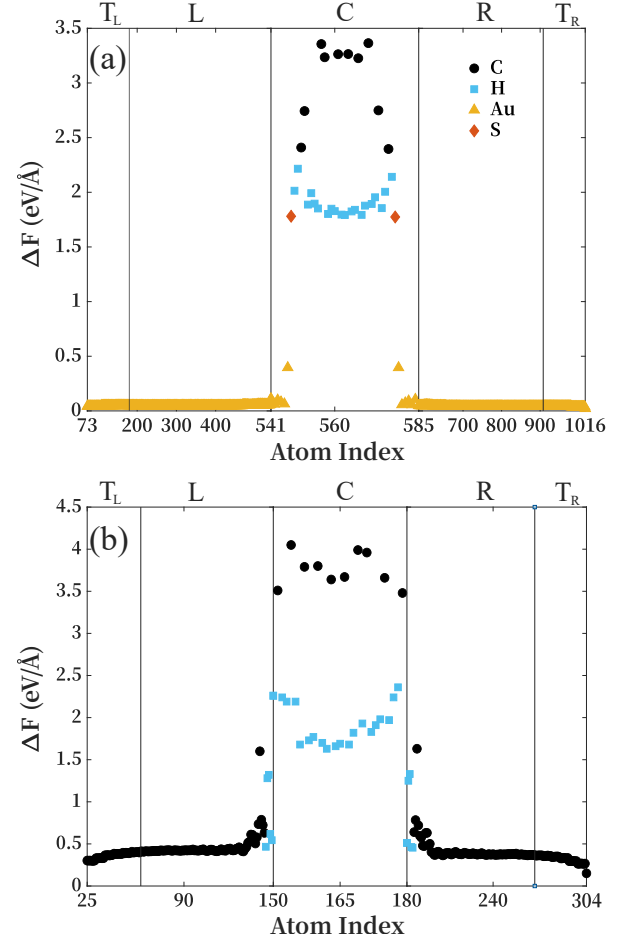 T_L L C R T_R
3.5
(a)
C
3
H
Au
2.5
S
2
ΔF (eV/Å)
1.5
1
0.5
0
73 200 300 400 541 560 585 700 800 900 1016
Atom Index
T_L L C R T_R
4.5
(b)
4
3.5
3
2.5
ΔF (eV/Å)
2
1.5
1
0.5
0
25 90 150 165 180 240 304
Atom Index